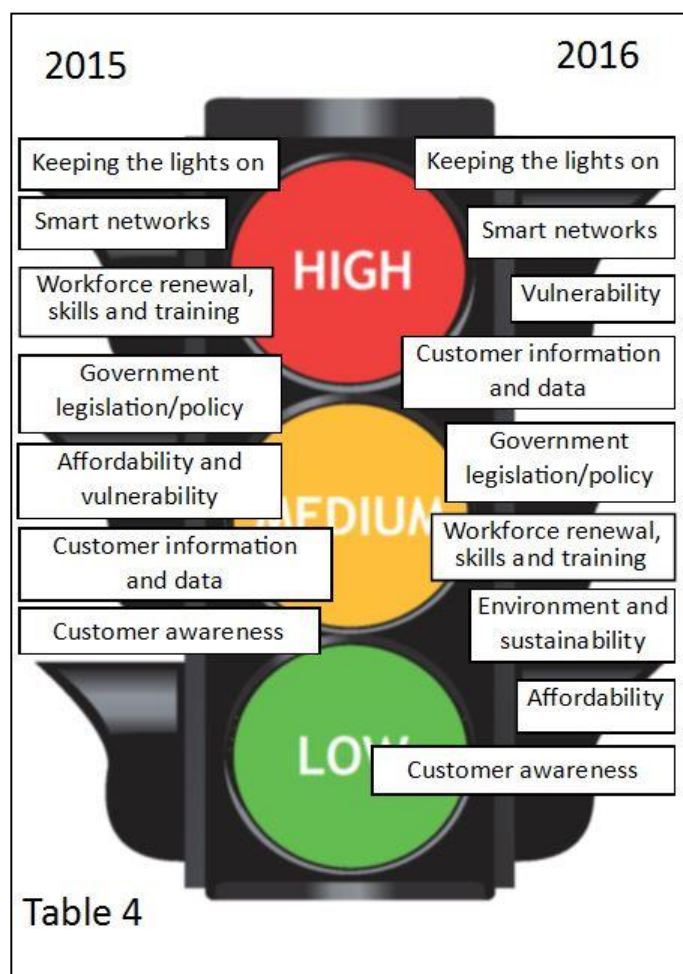 2015
2016
Keeping the lights on
Smart networks
Workforce renewal,
skills and training
Government
legislation/policy
Affordability and
vulnerability
Customer information
and data
Customer awareness
HIGH
MEDIUM
LOW
Keeping the lights on
Smart networks
Vulnerability
Customer information
and data
Government
legislation/policy
Workforce renewal,
skills and training
Environment and
sustainability
Affordability
Customer awareness
Table 4